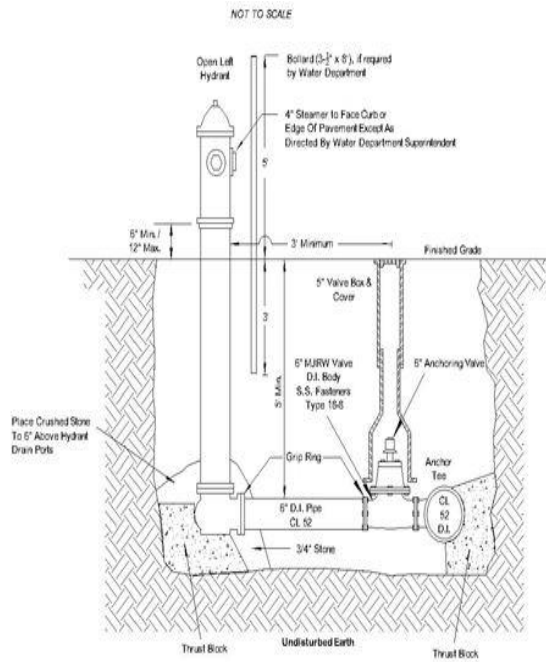 NOT TO SCALE
Open Left
Hydrant
Bollard (3-½" x 8'), if required
by Water Department
4" Steamer to Face Curb or
Edge Of Pavement Except As
Directed By Water Department Superintendent
5'
6" Min./
12" Max.
3' Minimum
Finished Grade
5" Valve Box &
Cover
3'
5' Min.
6" MJRW Valve
D.I. Body
S.S. Fasteners
Type 16-8
6" Anchoring Valve
Place Crushed Stone
To 6" Above Hydrant
Drain Ports
Grip Ring
Anchor
Tee
6" D.I. Pipe
CL 52
CL
52
D.I.
3/4" Stone
Thrust Block
Undisturbed Earth
Thrust Block